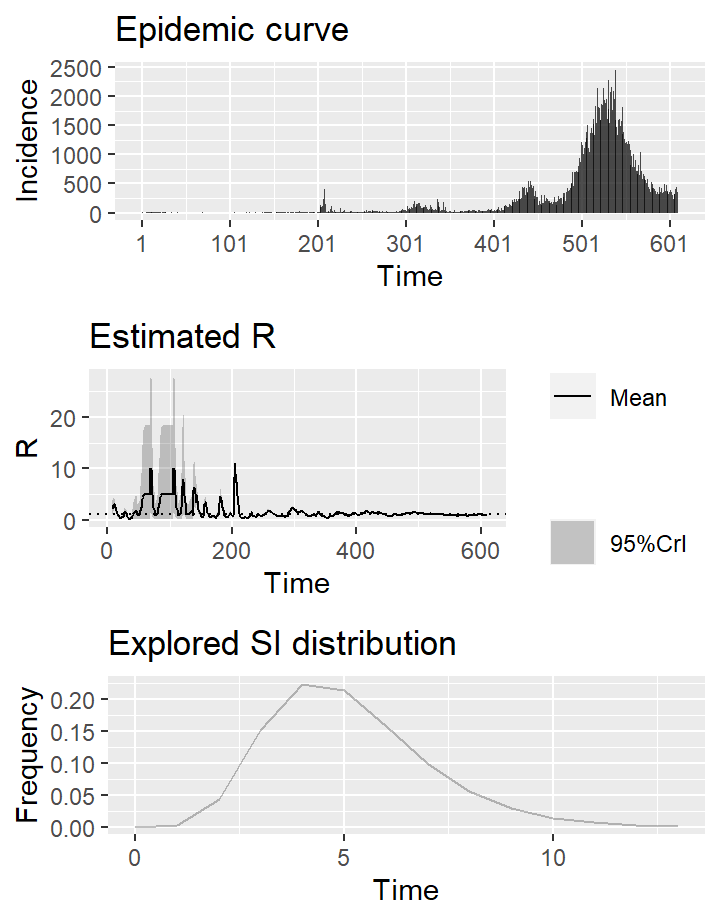 Epidemic curve
2500
2000
1500
1000
500
0
Incidence
1 101 201 301 401 501 601
Time
Estimated R
20
10
0
R
0 200 400 600
Time
Mean
95%CrI
Explored SI distribution
0.20
0.15
0.10
0.05
0.00
Frequency
0 5 10
Time